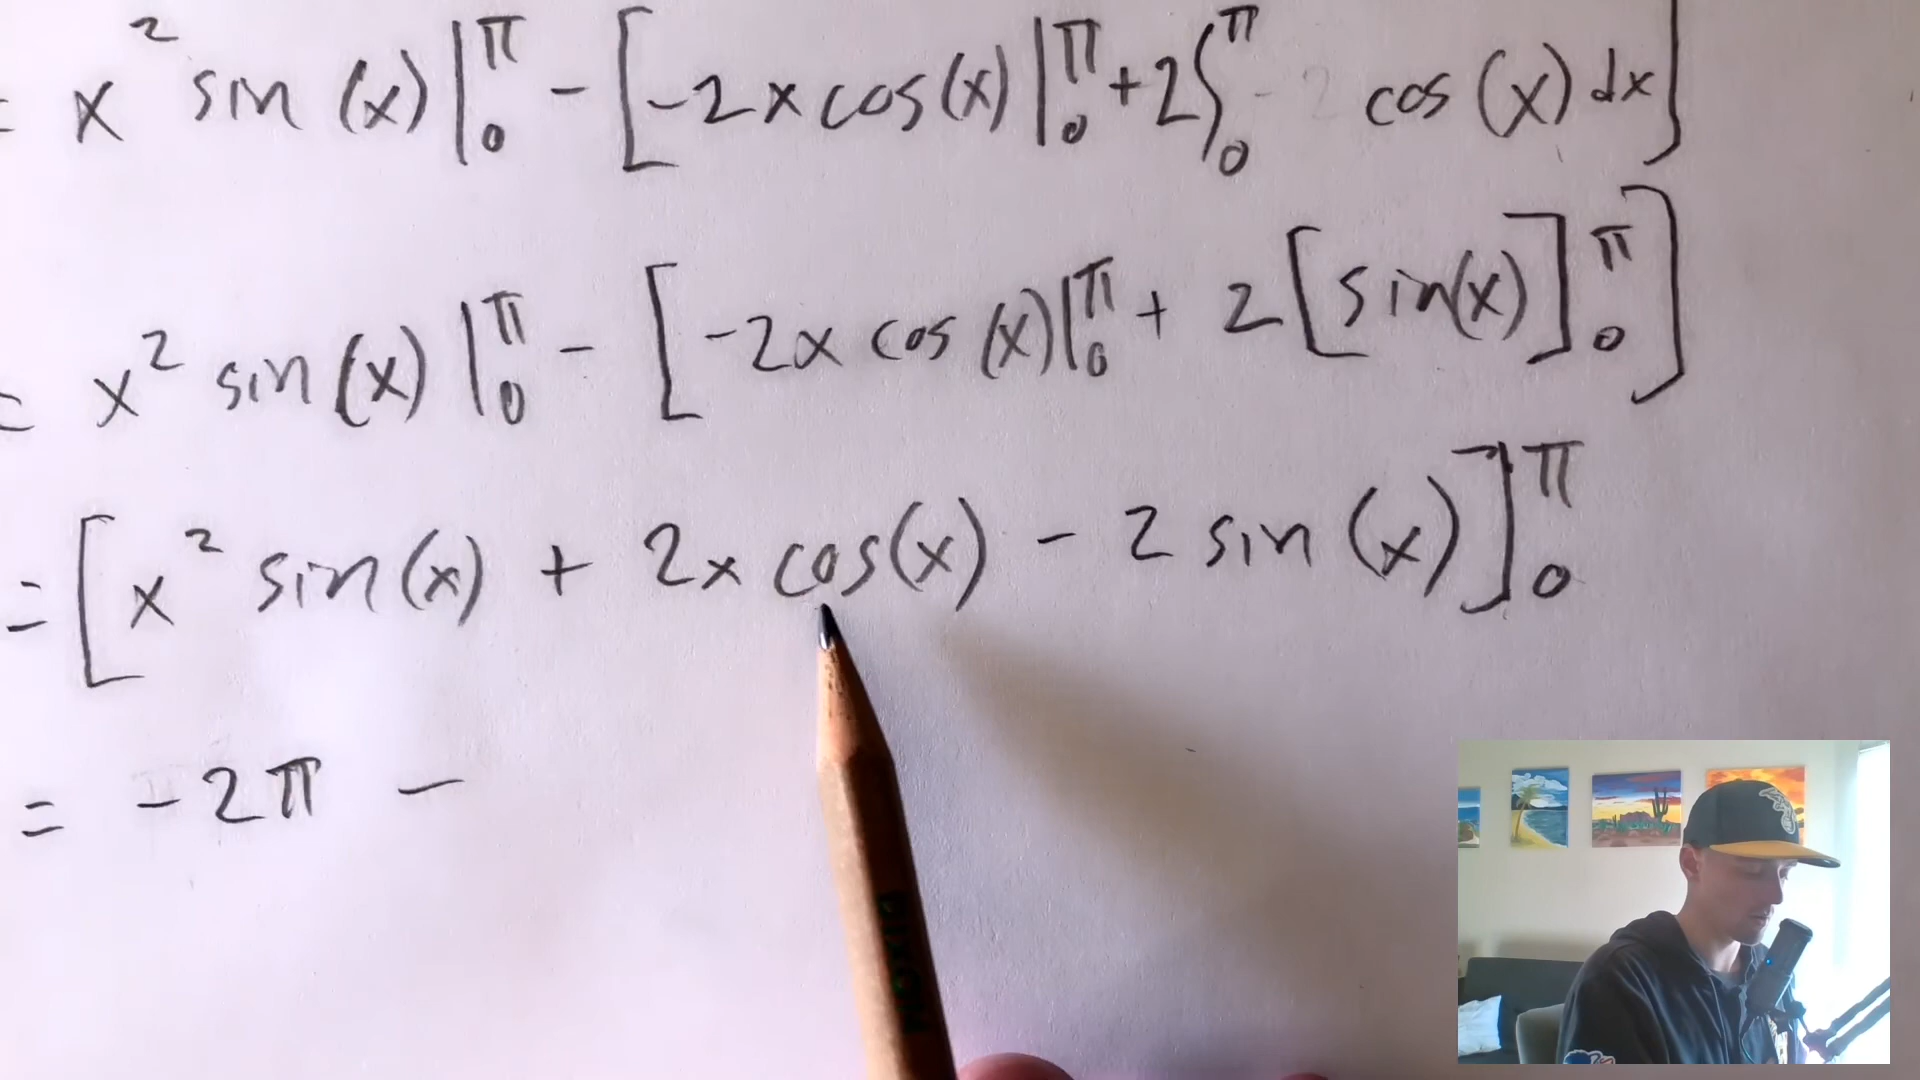 = x² sin(x)|₀^π - [-2x cos(x)|₀^π + 2∫₀^π cos(x) dx]
= x² sin(x)|₀^π - [-2x cos(x)|₀^π + 2[sin(x)]₀^π]
= [x² sin(x) + 2x cos(x) - 2 sin(x)]₀^π
= -2π -